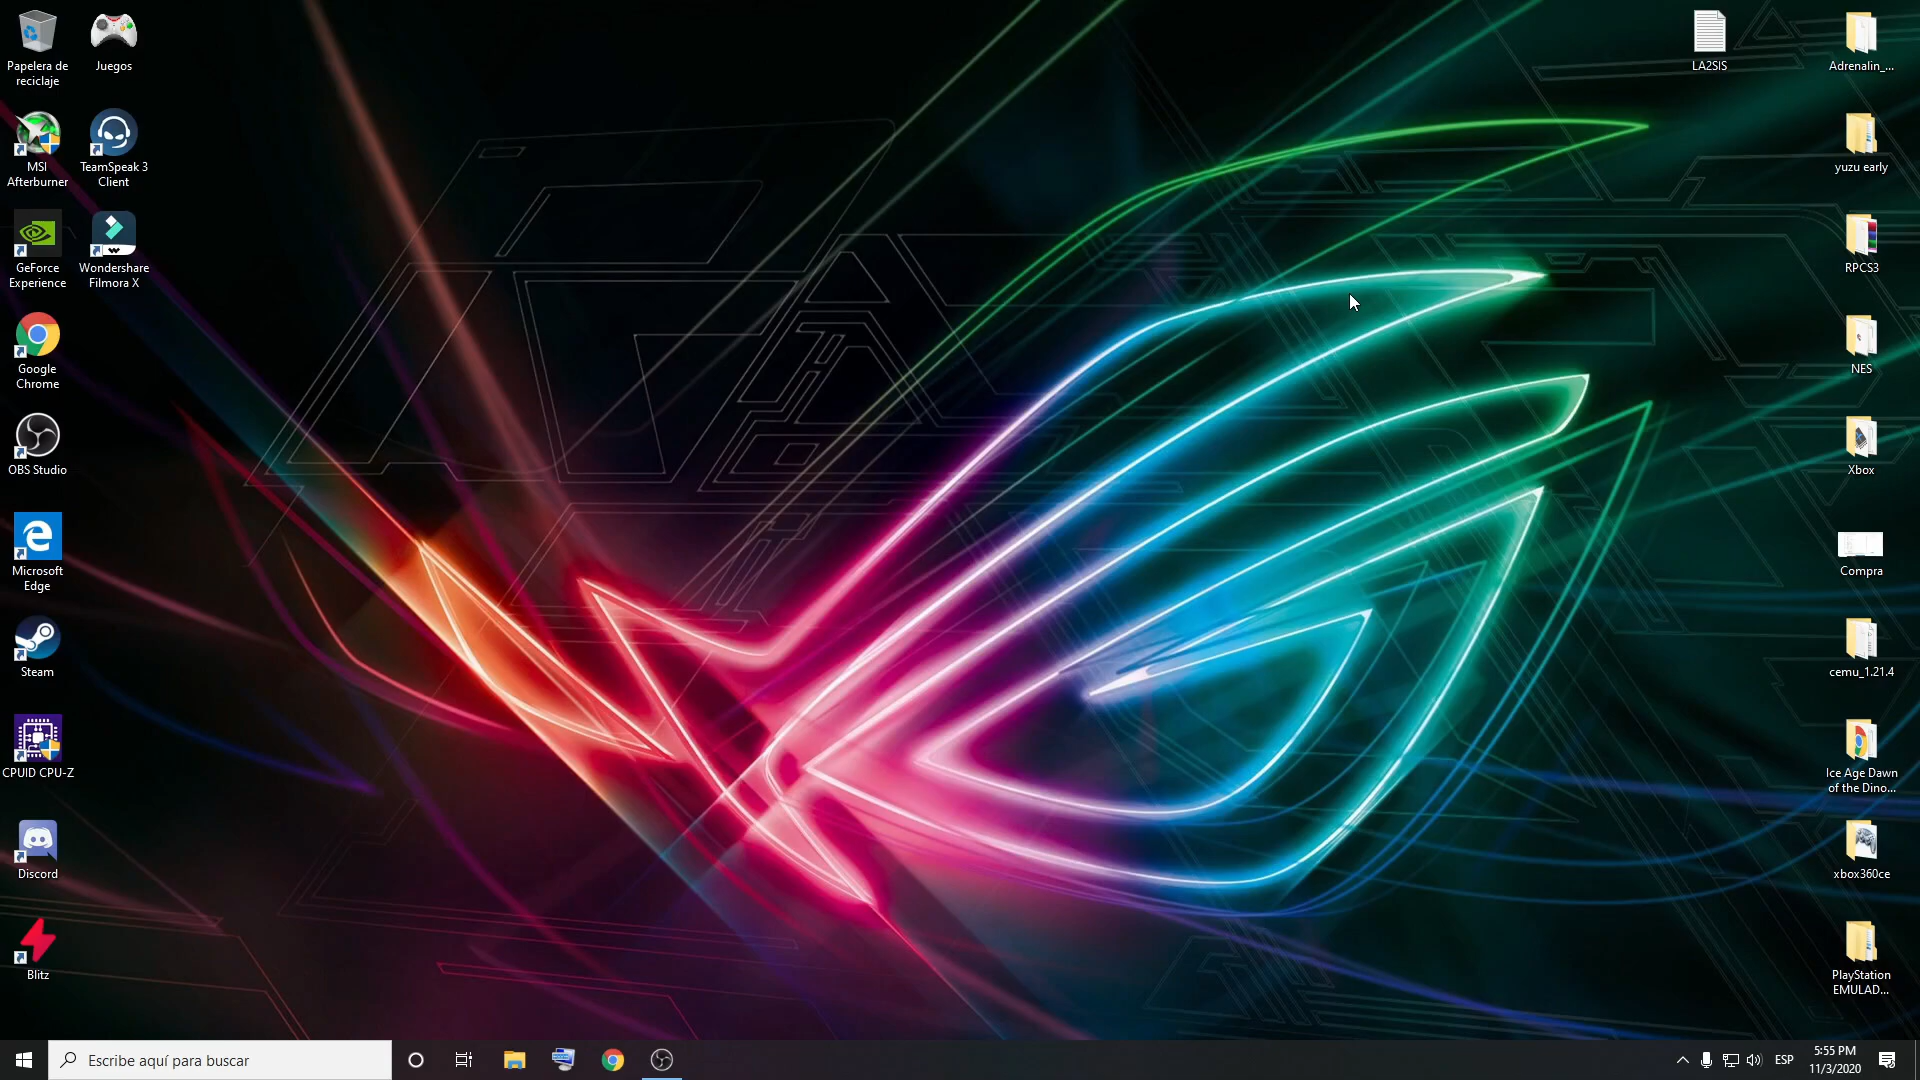 Papelera de
reciclaje
Juegos
MSI
Afterburner
TeamSpeak 3
Client
GeForce
Experience
Wondershare
Filmora X
Google
Chrome
OBS Studio
Microsoft
Edge
Steam
CPUID CPU-Z
Discord
Blitz
LA2SIS
Adrenalin_...
yuzu early
RPCS3
NES
Xbox
Compra
cemu_1.21.4
Ice Age Dawn
of the Dino...
xbox360ce
PlayStation
EMULAD...
Escribe aquí para buscar
ESP
5:55 PM
11/3/2020